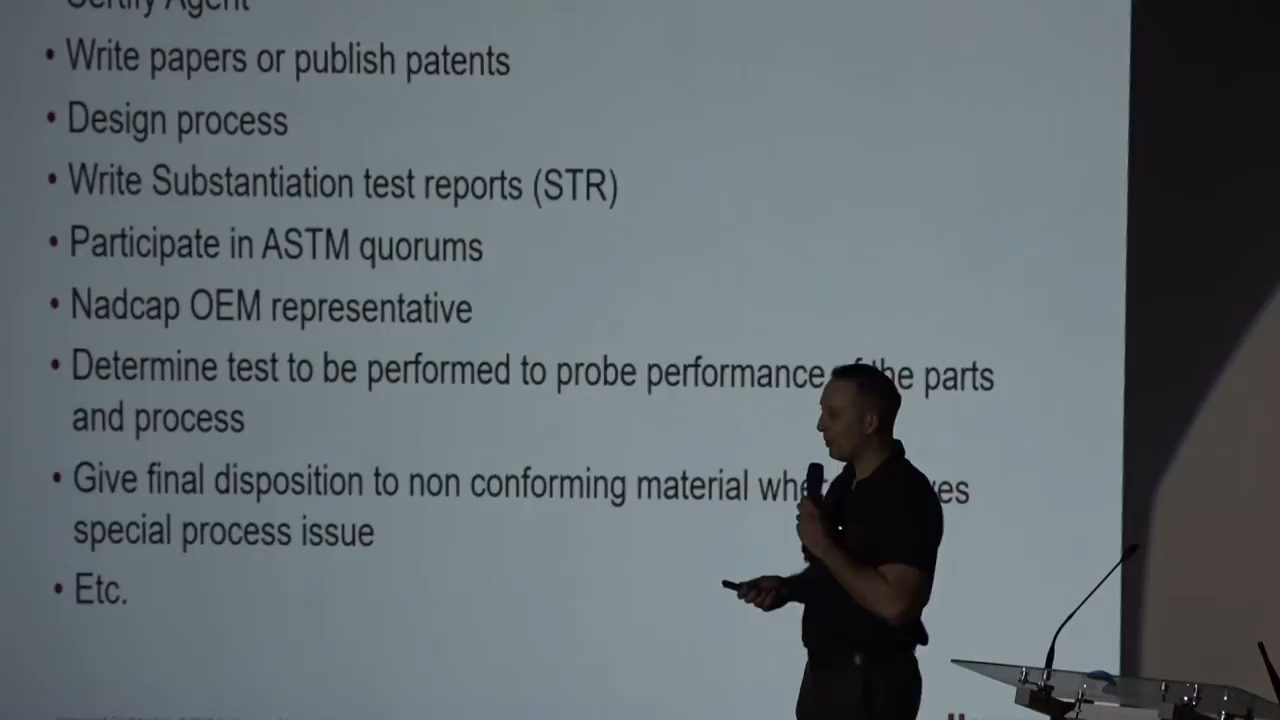 Certify Agent
• Write papers or publish patents
• Design process
• Write Substantiation test reports (STR)
• Participate in ASTM quorums
• Nadcap OEM representative
• Determine test to be performed to probe performance the parts
and process
• Give final disposition to non conforming material
special process issue
• Etc.